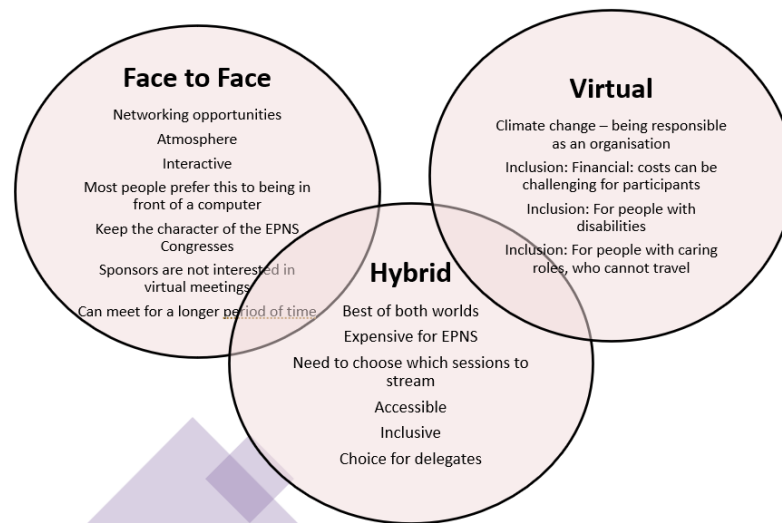 Face to Face
Networking opportunities
Atmosphere
Interactive
Most people prefer this to being in
front of a computer
Keep the character of the EPNS
Congresses
Sponsors are not interested in
virtual meetings
Can meet for a longer period of time
Virtual
Climate change – being responsible
as an organisation
Inclusion: Financial: costs can be
challenging for participants
Inclusion: For people with
disabilities
Inclusion: For people with caring
roles, who cannot travel
Hybrid
Best of both worlds
Expensive for EPNS
Need to choose which sessions to
stream
Accessible
Inclusive
Choice for delegates